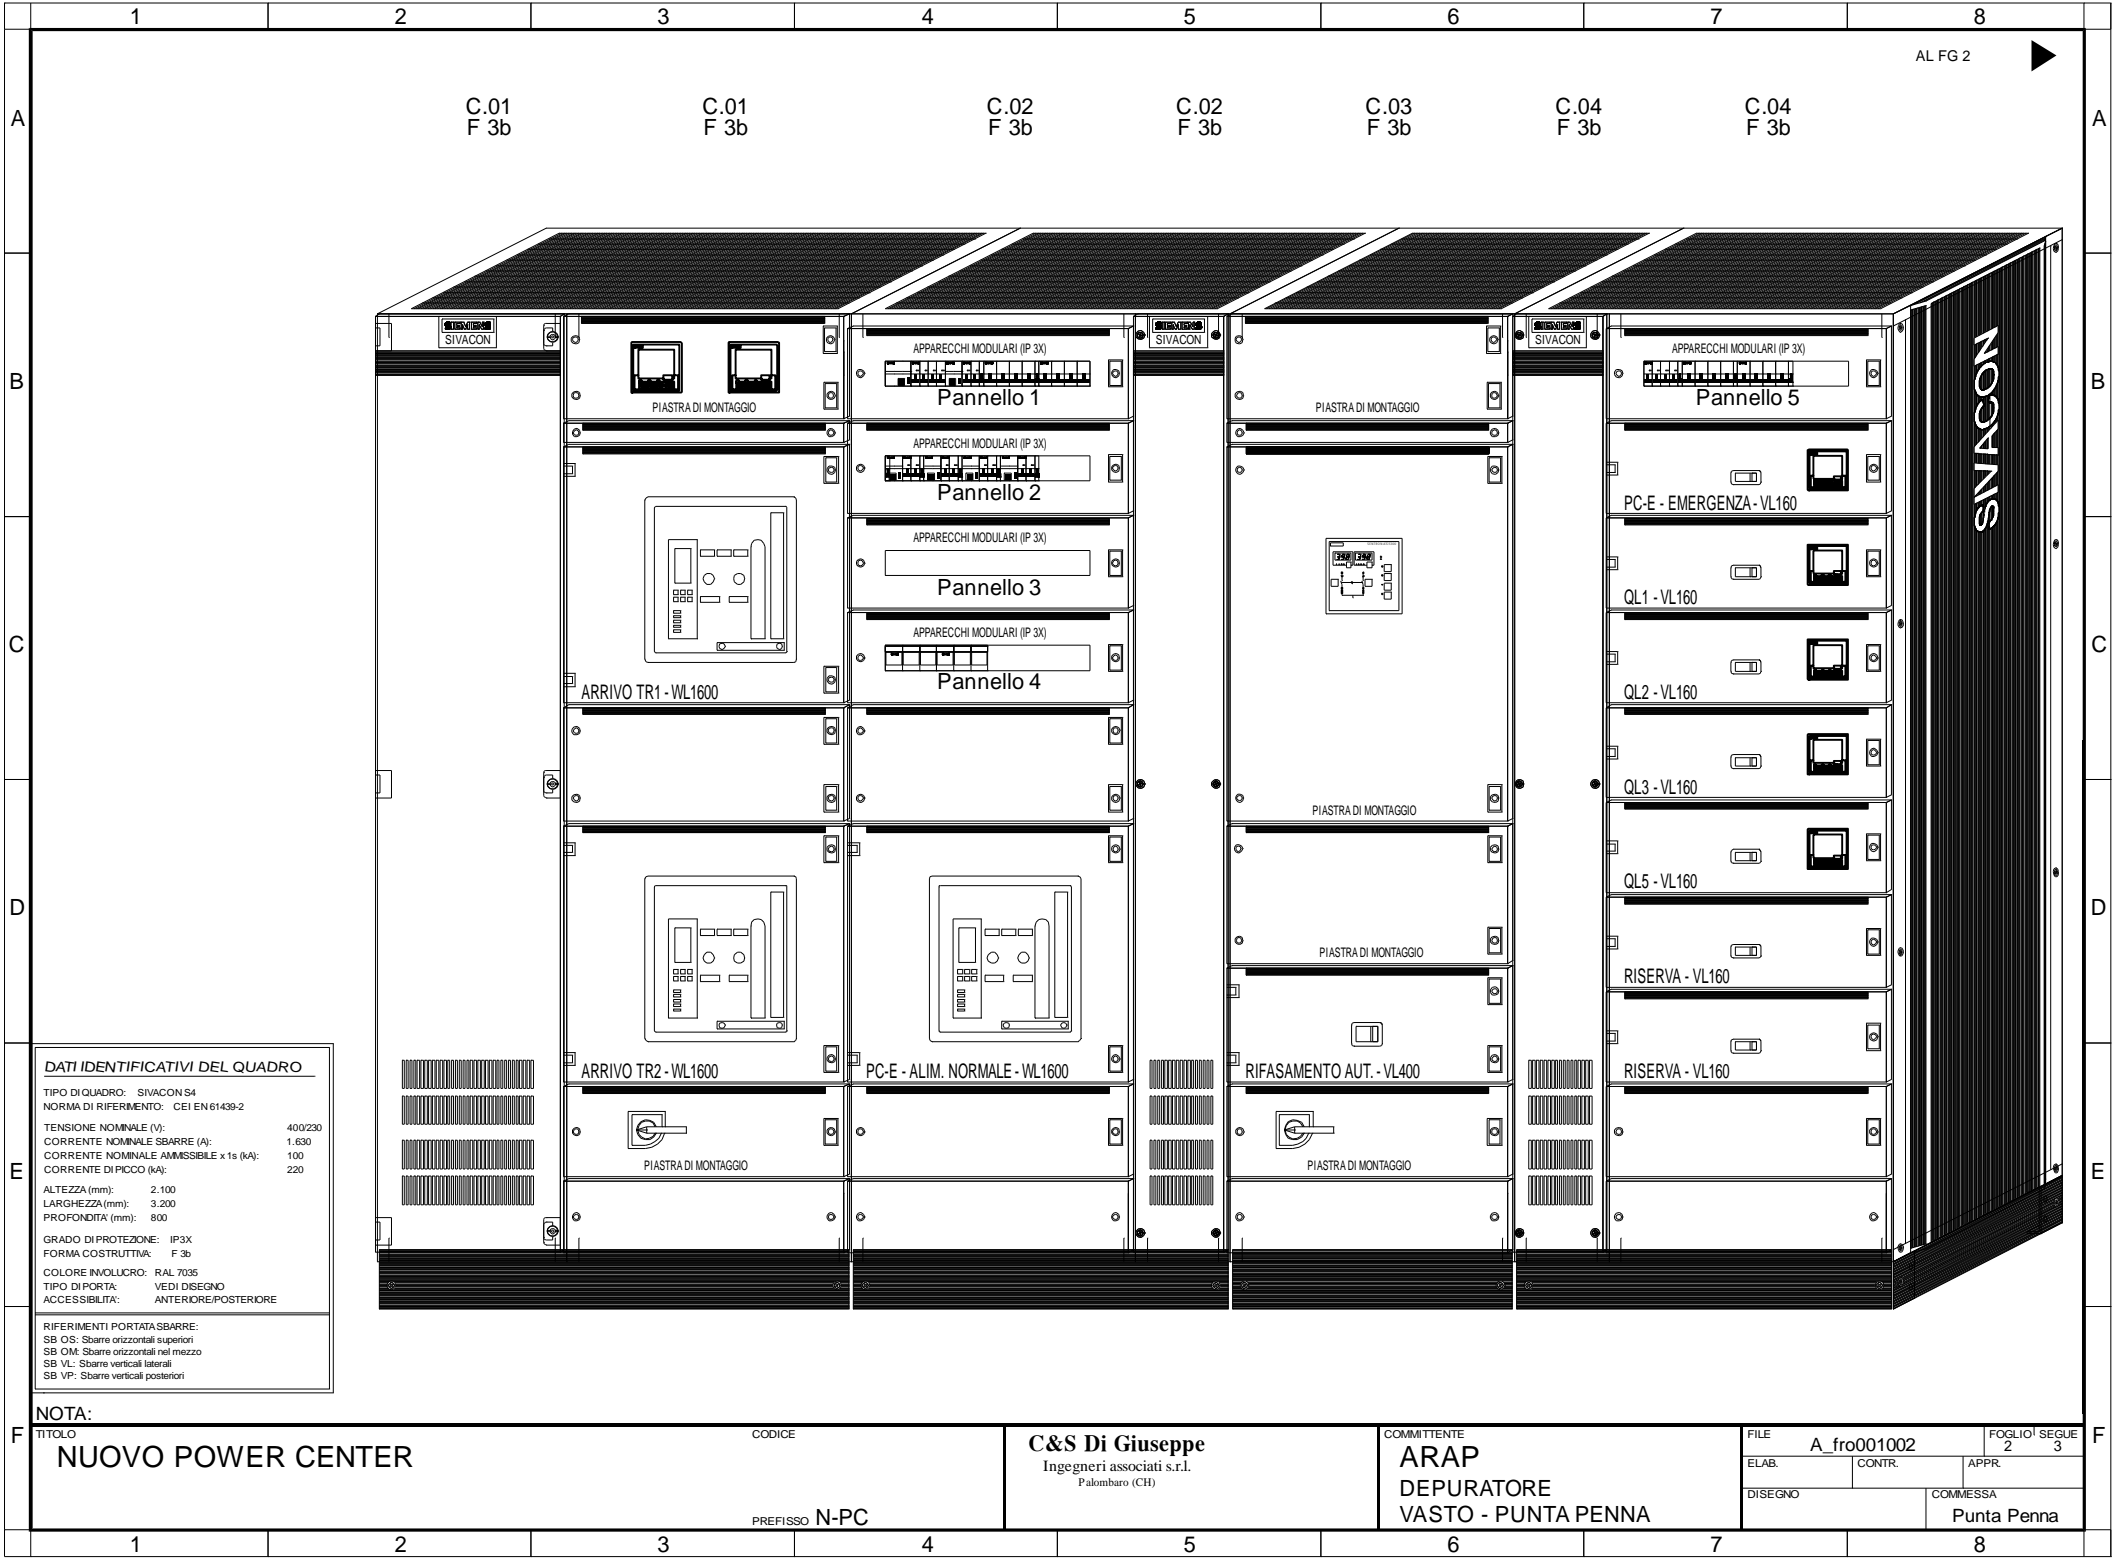 1 2 3 4 5 6 7 8
AL FG 2
A A
C.01 C.01 C.02 C.02 C.03 C.04 C.04
F 3b F 3b F 3b F 3b F 3b F 3b F 3b
B B
SIEMENS SIEMENS SIEMENS
SIVACON SIVACON SIVACON
PIASTRA DI MONTAGGIO
APPARECCHI MODULARI (IP 3X)
Pannello 1
PIASTRA DI MONTAGGIO
APPARECCHI MODULARI (IP 3X)
Pannello 5
SIVACON
APPARECCHI MODULARI (IP 3X)
Pannello 2
PC-E - EMERGENZA - VL160
C C
APPARECCHI MODULARI (IP 3X)
Pannello 3
QL1 - VL160
APPARECCHI MODULARI (IP 3X)
Pannello 4
ARRIVO TR1 - WL1600
QL2 - VL160
PIASTRA DI MONTAGGIO
QL3 - VL160
D D
QL5 - VL160
PIASTRA DI MONTAGGIO
RISERVA - VL160
ARRIVO TR2 - WL1600
PC-E - ALIM. NORMALE - WL1600
RIFASAMENTO AUT. - VL400
RISERVA - VL160
E E
PIASTRA DI MONTAGGIO
PIASTRA DI MONTAGGIO
DATI IDENTIFICATIVI DEL QUADRO
TIPO DI QUADRO: SIVACON S4
NORMA DI RIFERIMENTO: CEI EN 61439-2
TENSIONE NOMINALE (V): 400/230
CORRENTE NOMINALE SBARRE (A): 1.630
CORRENTE NOMINALE AMMISSIBILE x 1s (kA): 100
CORRENTE DI PICCO (kA): 220
ALTEZZA (mm): 2.100
LARGHEZZA (mm): 3.200
PROFONDITA' (mm): 800
GRADO DI PROTEZIONE: IP3X
FORMA COSTRUTTIVA: F 3b
COLORE INVOLUCRO: RAL 7035
TIPO DI PORTA: VEDI DISEGNO
ACCESSIBILITA': ANTERIORE/POSTERIORE
RIFERIMENTI PORTATA SBARRE:
SB OS: Sbarre orizzontali superiori
SB OM: Sbarre orizzontali nel mezzo
SB VL: Sbarre verticali laterali
SB VP: Sbarre verticali posteriori
NOTA:
F F
TITOLO
NUOVO POWER CENTER
CODICE
PREFISSO N-PC
C&S Di Giuseppe
Ingegneri associati s.r.l.
Palombaro (CH)
COMMITTENTE
ARAP
DEPURATORE
VASTO - PUNTA PENNA
FILE A_fro001002
FOGLIO 2 SEGUE 3
ELAB. CONTR. APPR.
DISEGNO
COMMESSA
Punta Penna
1 2 3 4 5 6 7 8